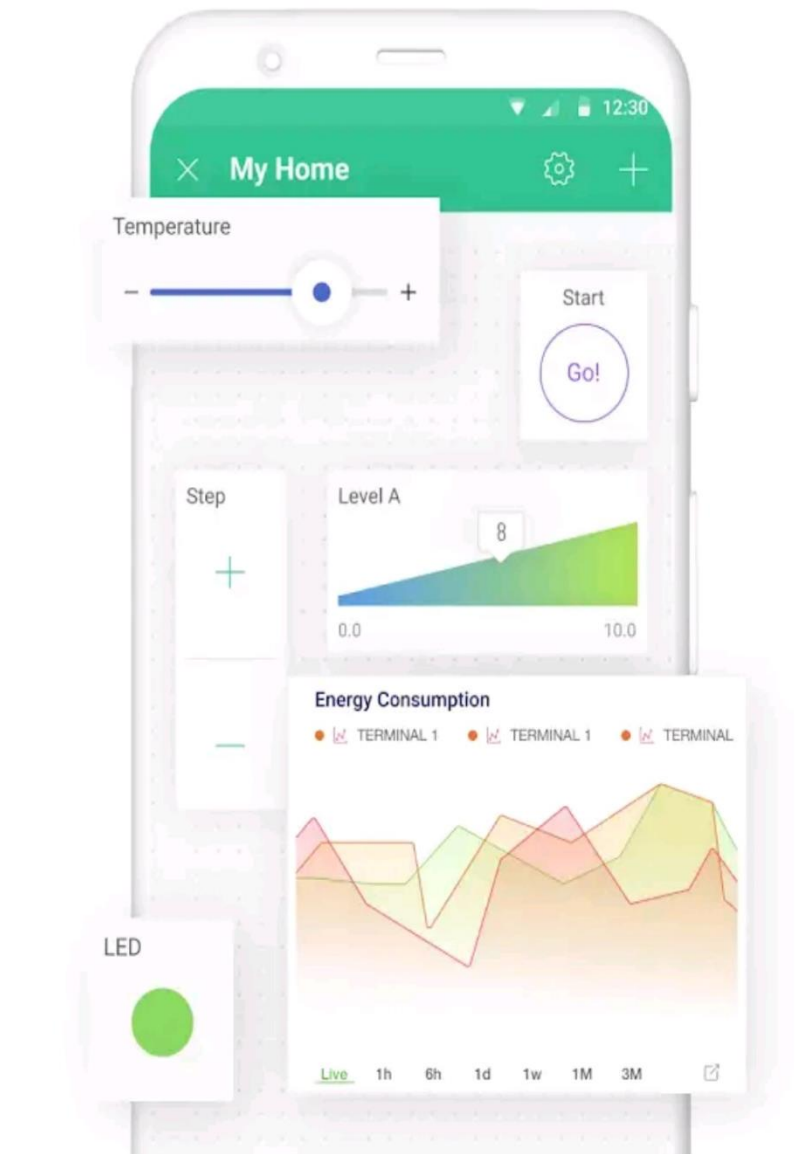 12:30
My Home
Temperature
− +
Start
Go!
Step
+
−
Level A
8
0.0 10.0
Energy Consumption
TERMINAL 1 TERMINAL 1 TERMINAL
LED
Live 1h 6h 1d 1w 1M 3M